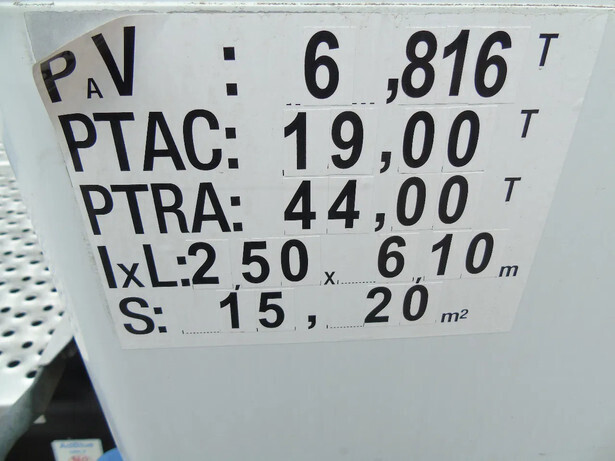 PAV : 6,816 T
PTAC: 19,00 T
PTRA: 44,00 T
IxL: 2,50 x 6,10 m
S: 15, 20 m²